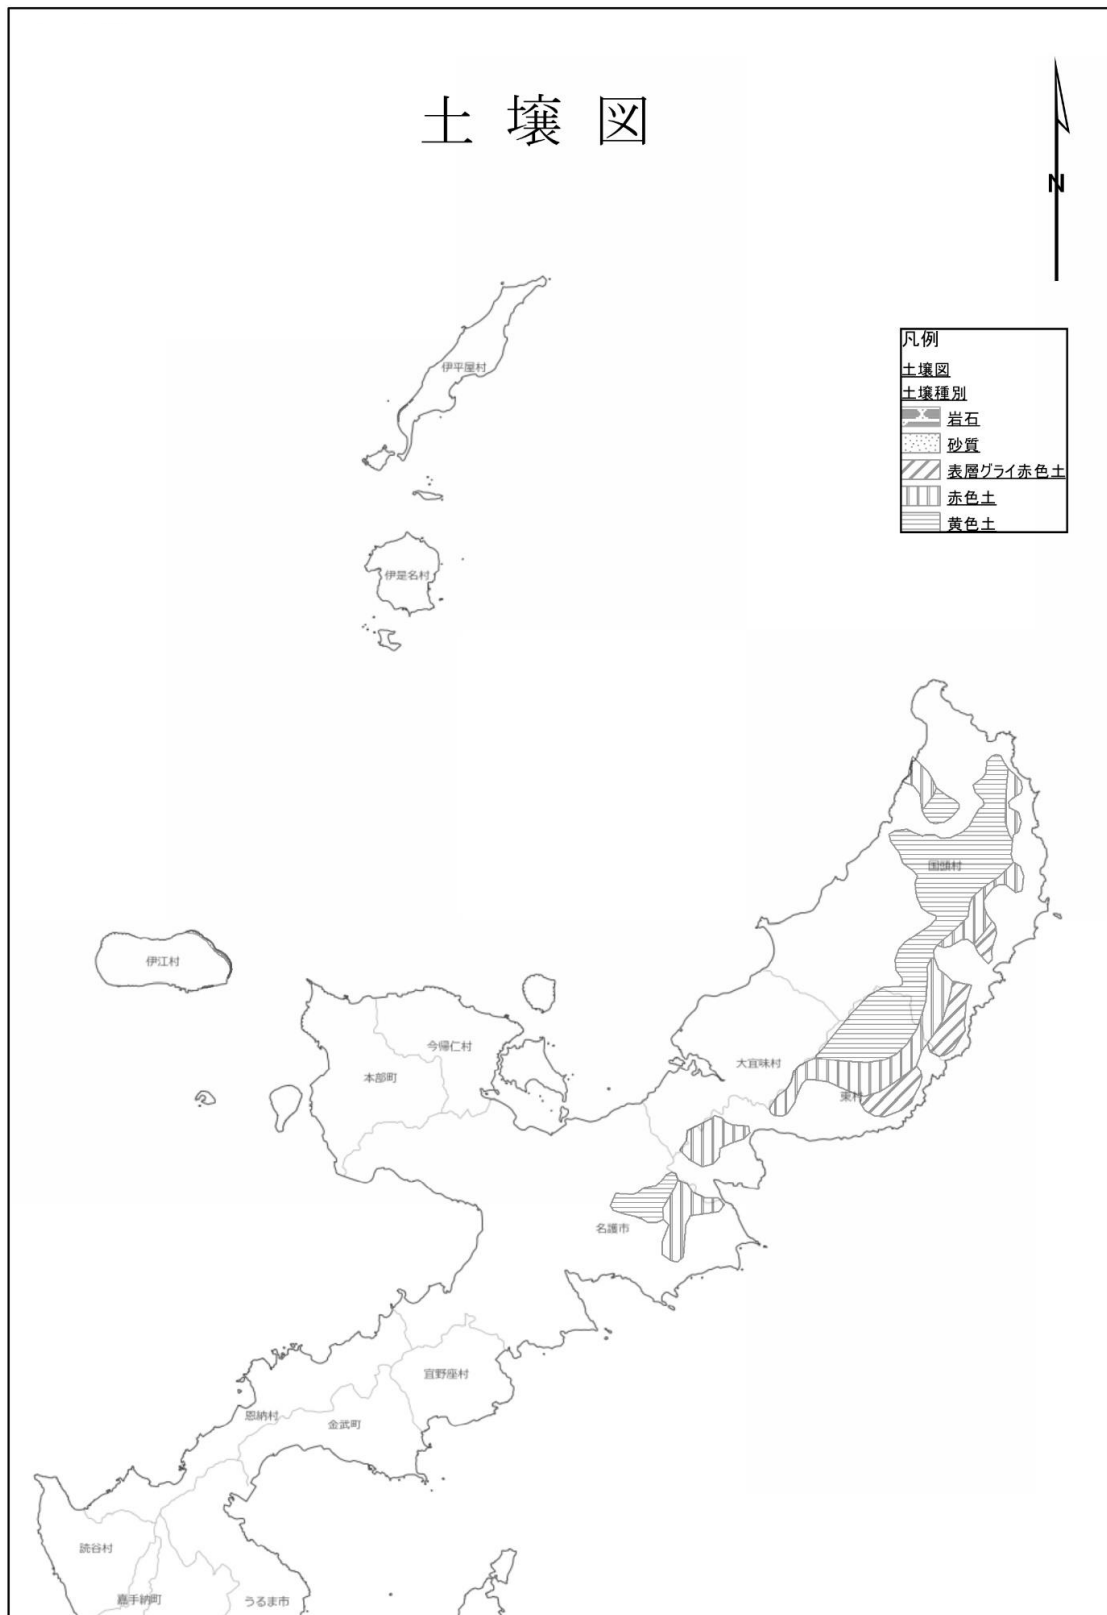 土壌図
N
凡例
土壌図
土壌種別
岩石
砂質
表層グライ赤色土
赤色土
黄色土
伊平屋村
伊是名村
国頭村
伊江村
今帰仁村
本部町
大宜味村
東村
名護市
宜野座村
恩納村
金武町
読谷村
嘉手納町
うるま市